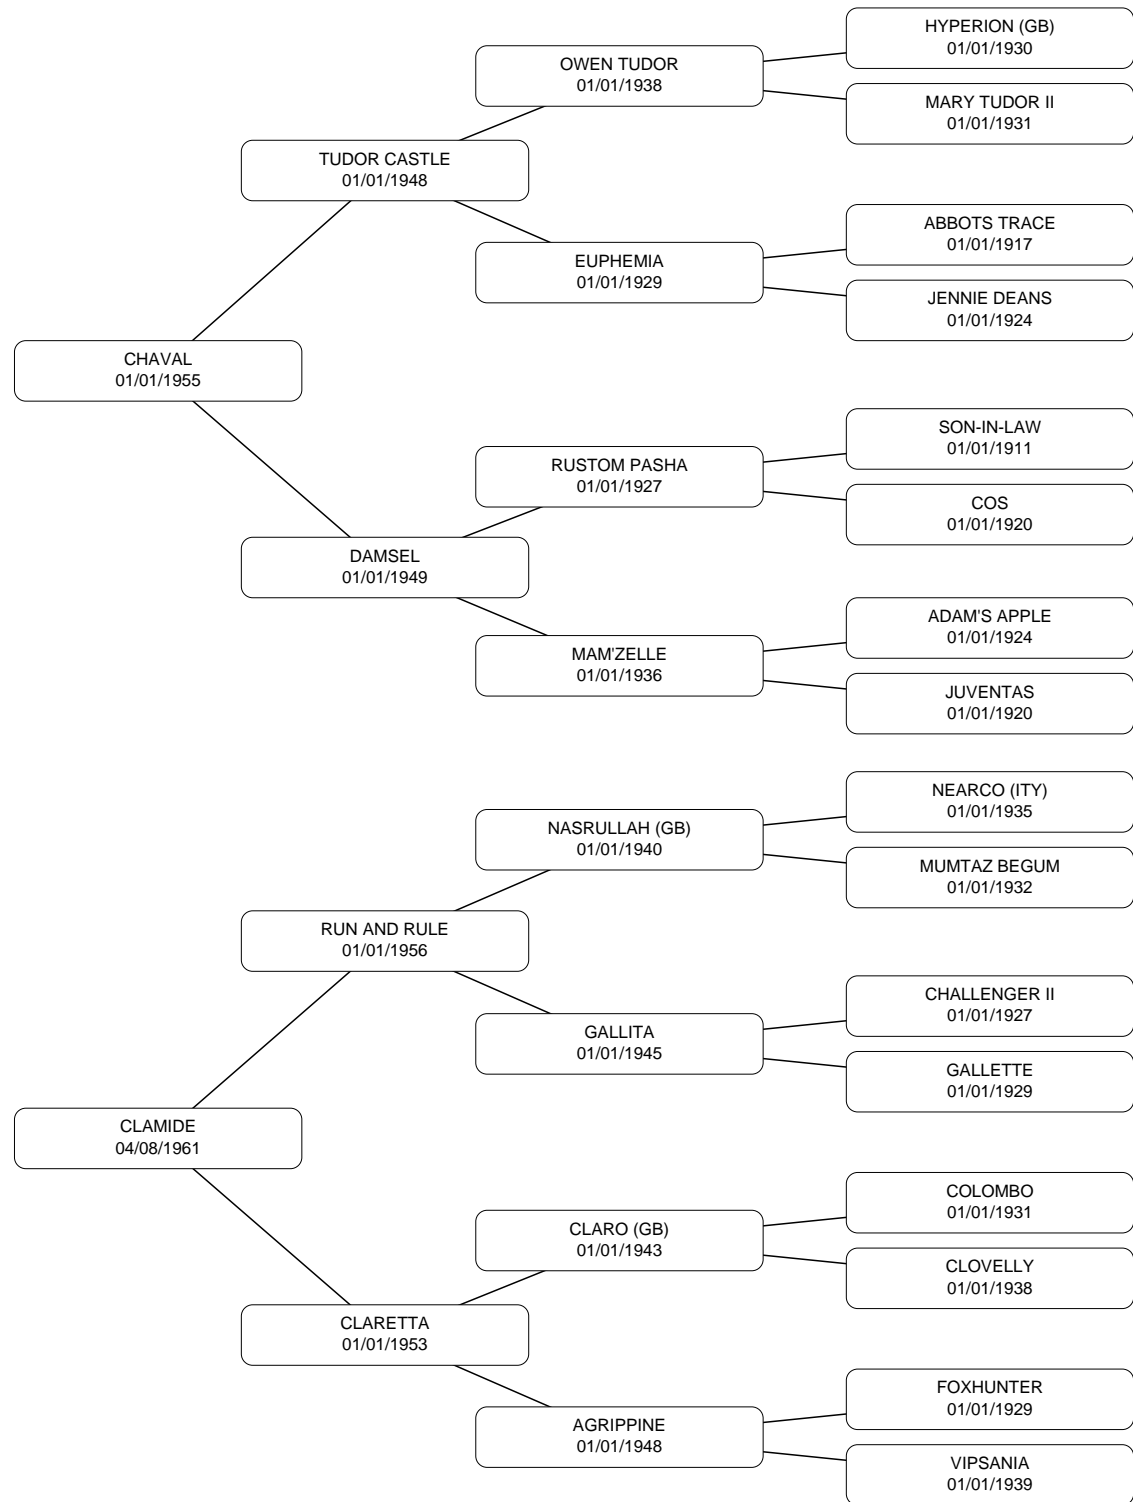 HYPERION (GB)
01/01/1930
OWEN TUDOR
01/01/1938
MARY TUDOR II
01/01/1931
TUDOR CASTLE
01/01/1948
ABBOTS TRACE
01/01/1917
EUPHEMIA
01/01/1929
JENNIE DEANS
01/01/1924
CHAVAL
01/01/1955
SON-IN-LAW
01/01/1911
RUSTOM PASHA
01/01/1927
COS
01/01/1920
DAMSEL
01/01/1949
ADAM'S APPLE
01/01/1924
MAM'ZELLE
01/01/1936
JUVENTAS
01/01/1920
NEARCO (ITY)
01/01/1935
NASRULLAH (GB)
01/01/1940
MUMTAZ BEGUM
01/01/1932
RUN AND RULE
01/01/1956
CHALLENGER II
01/01/1927
GALLITA
01/01/1945
GALLETTE
01/01/1929
CLAMIDE
04/08/1961
COLOMBO
01/01/1931
CLARO (GB)
01/01/1943
CLOVELLY
01/01/1938
CLARETTA
01/01/1953
FOXHUNTER
01/01/1929
AGRIPPINE
01/01/1948
VIPSANIA
01/01/1939